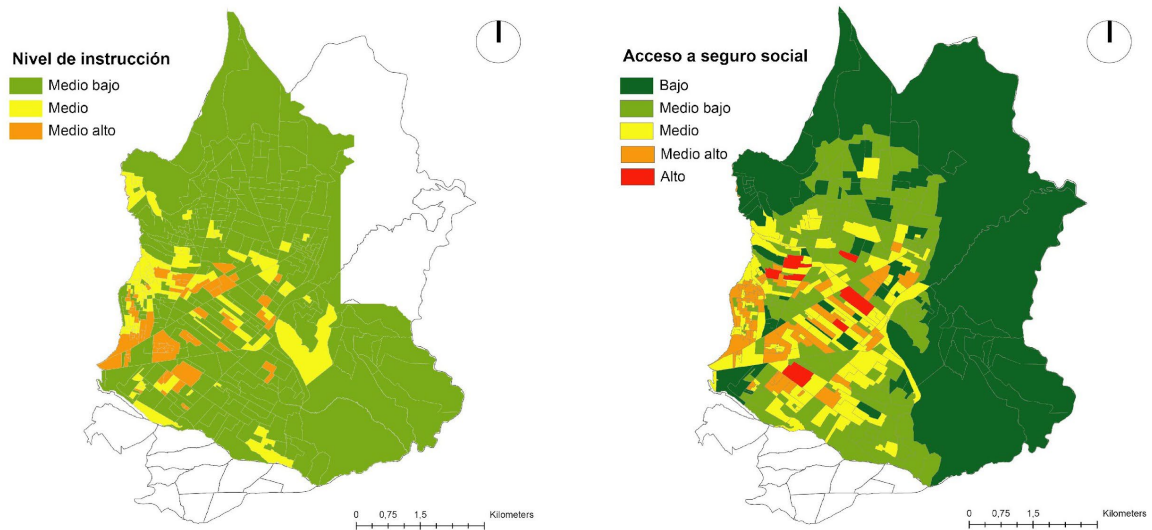 Nivel de instrucción
Medio bajo
Medio
Medio alto
0 0,75 1,5 Kilometers
Acceso a seguro social
Bajo
Medio bajo
Medio
Medio alto
Alto
0 0,75 1,5 Kilometers